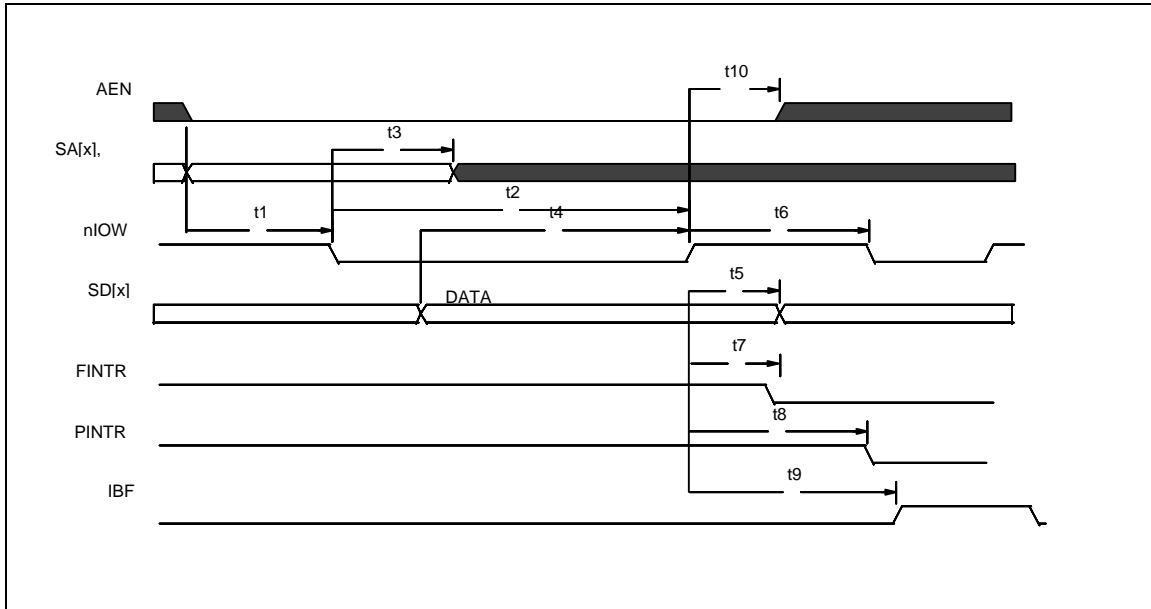 t10
AEN
t3
SA[x],
t2
t1
t4
t6
nIOW
t5
SD[x]
DATA
t7
FINTR
t8
PINTR
t9
IBF